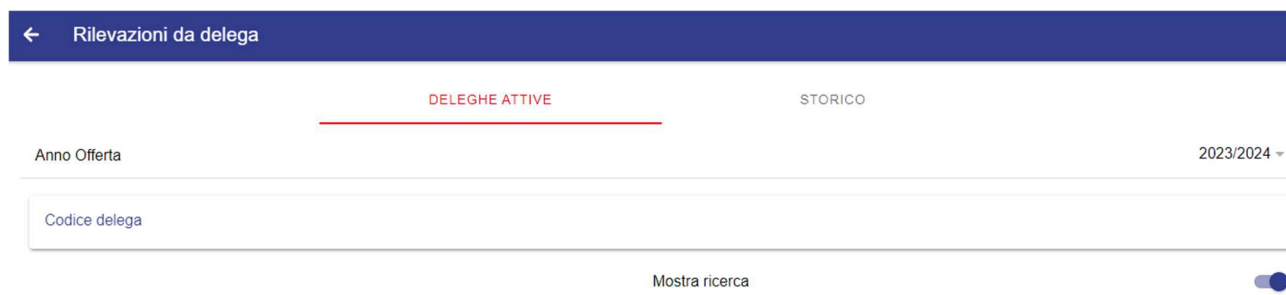 Rilevazioni da delega
DELEGHE ATTIVE STORICO
Anno Offerta 2023/2024
Codice delega
Mostra ricerca